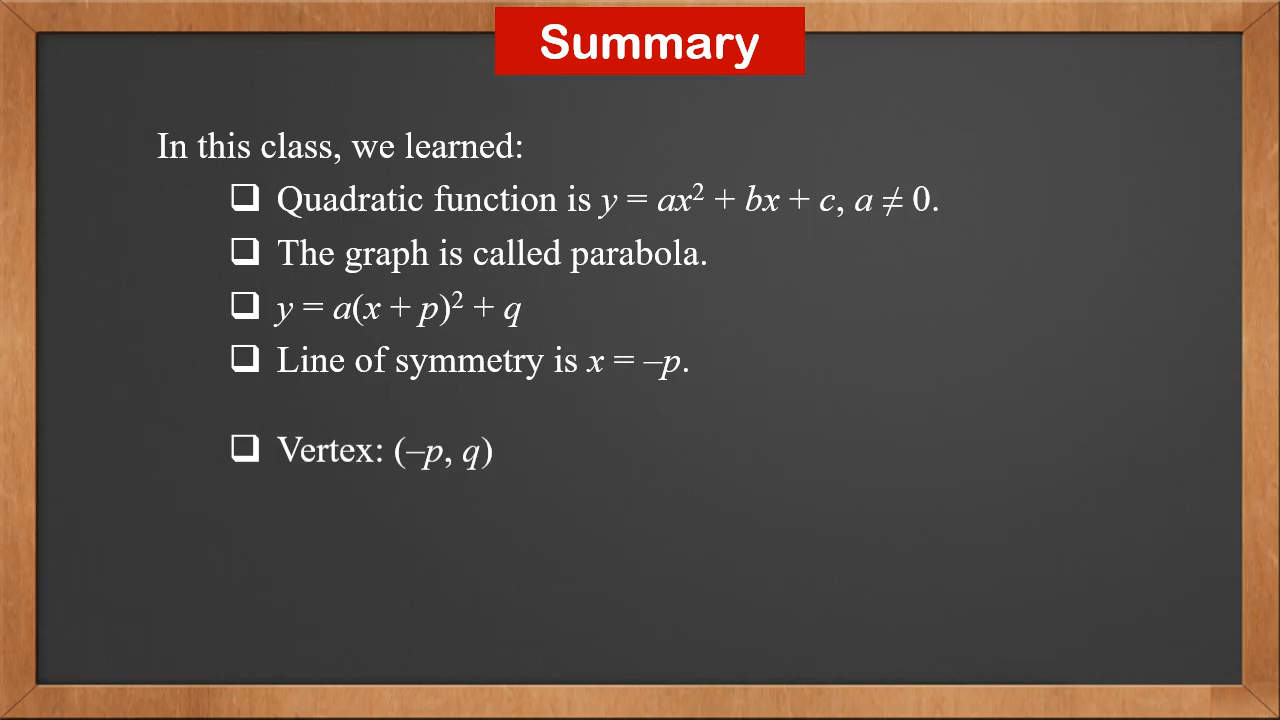 Summary
In this class, we learned:
❑ Quadratic function is y = ax² + bx + c, a ≠ 0.
❑ The graph is called parabola.
❑ y = a(x + p)² + q
❑ Line of symmetry is x = –p.
❑ Vertex: (–p, q)